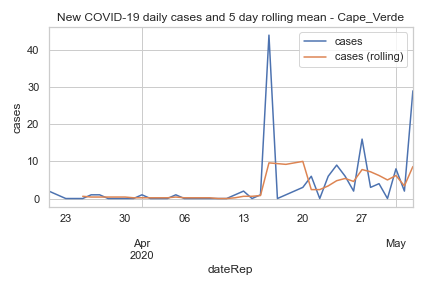 New COVID-19 daily cases and 5 day rolling mean - Cape_Verde
cases
cases (rolling)
cases
40
30
20
10
0
23 30 06 13 20 27
Apr May
2020
dateRep